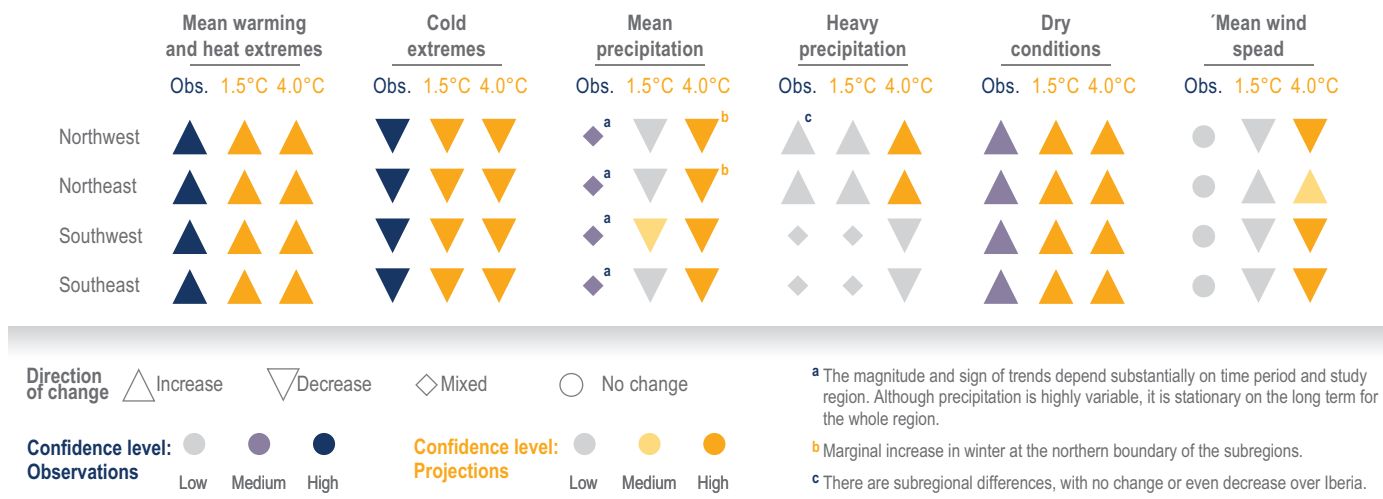 Mean warming
and heat extremes
Cold
extremes
Mean
precipitation
Heavy
precipitation
Dry
conditions
´Mean wind
spead
Obs. 1.5°C 4.0°C
Obs. 1.5°C 4.0°C
Obs. 1.5°C 4.0°C
Obs. 1.5°C 4.0°C
Obs. 1.5°C 4.0°C
Obs. 1.5°C 4.0°C
Northwest a b c
Northeast a b
Southwest a
Southeast a
Direction
of change
Increase
Decrease
Mixed
No change
Confidence level:
Observations
Low Medium High
Confidence level:
Projections
Low Medium High
a The magnitude and sign of trends depend substantially on time period and study
region. Although precipitation is highly variable, it is stationary on the long term for
the whole region.
b Marginal increase in winter at the northern boundary of the subregions.
c There are subregional differences, with no change or even decrease over Iberia.